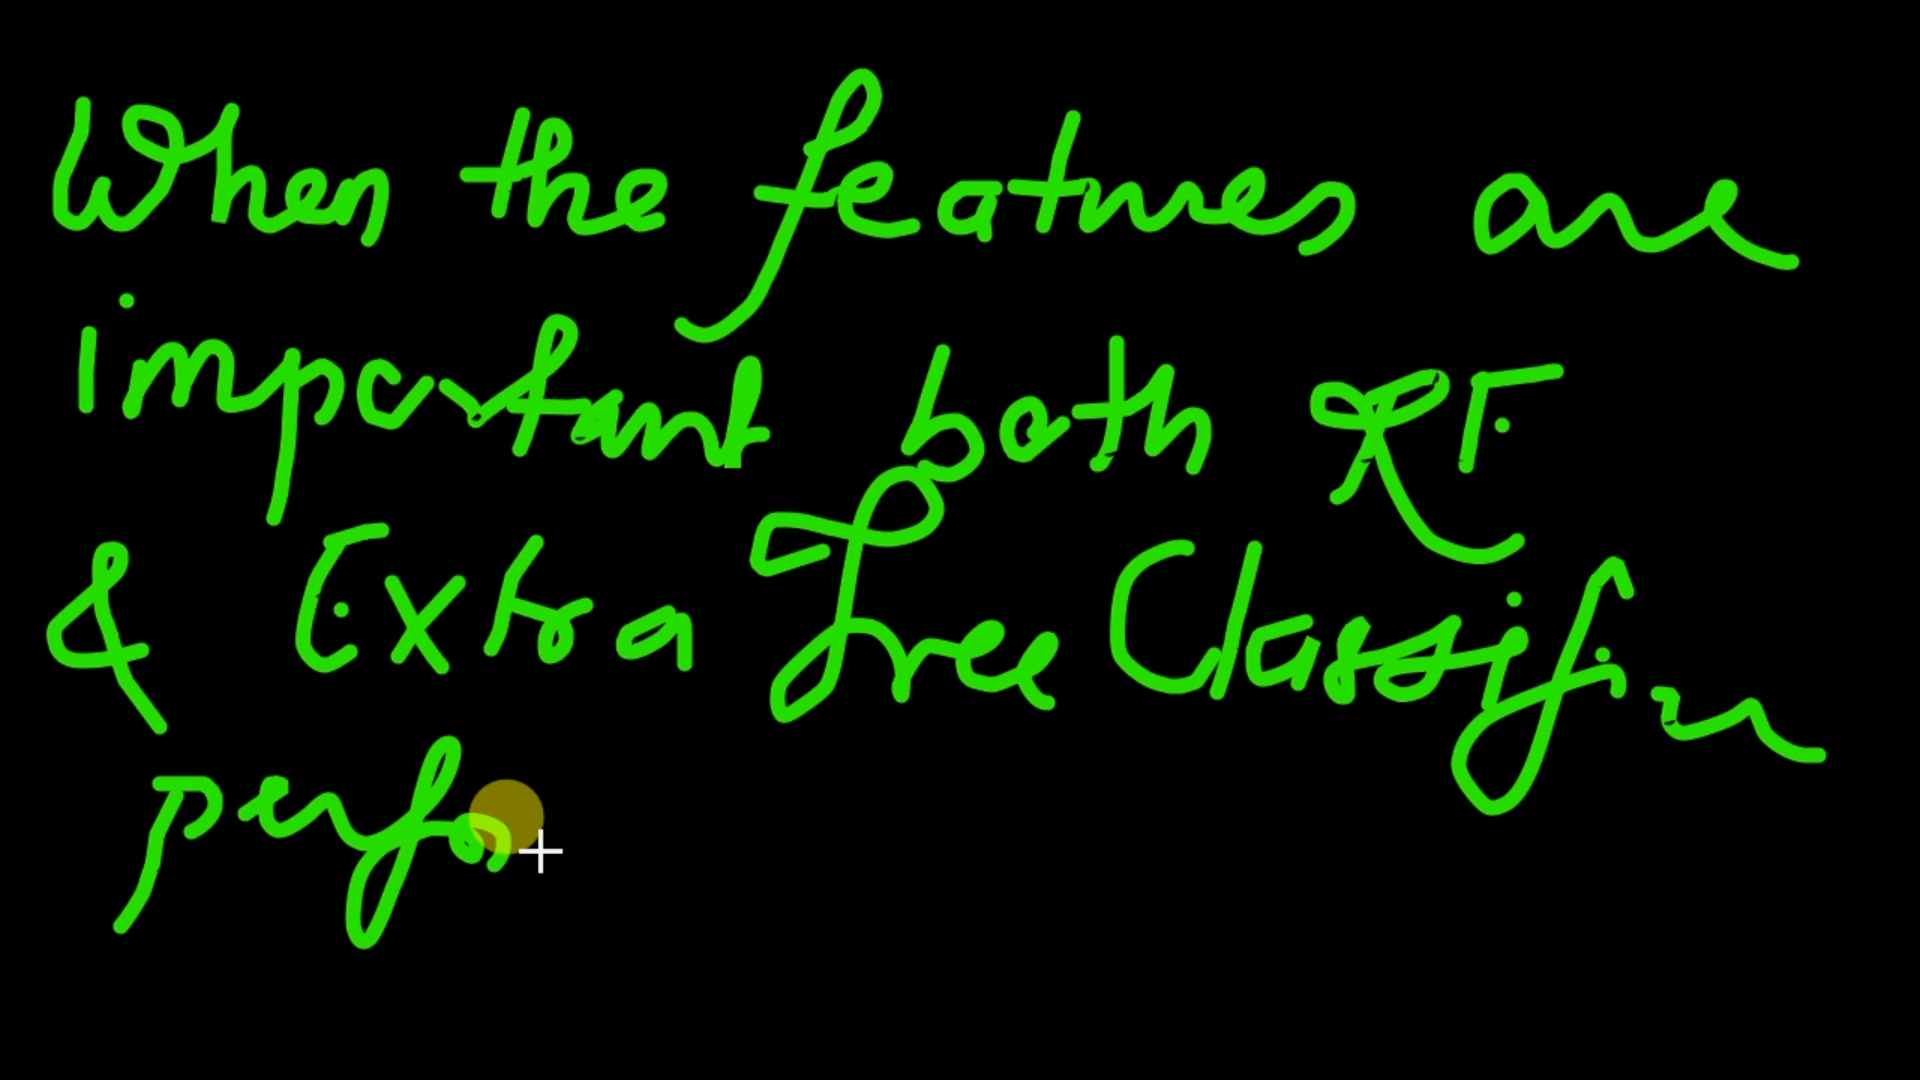 When the features are
important both RF
& Extra Tree Classifier
perfo